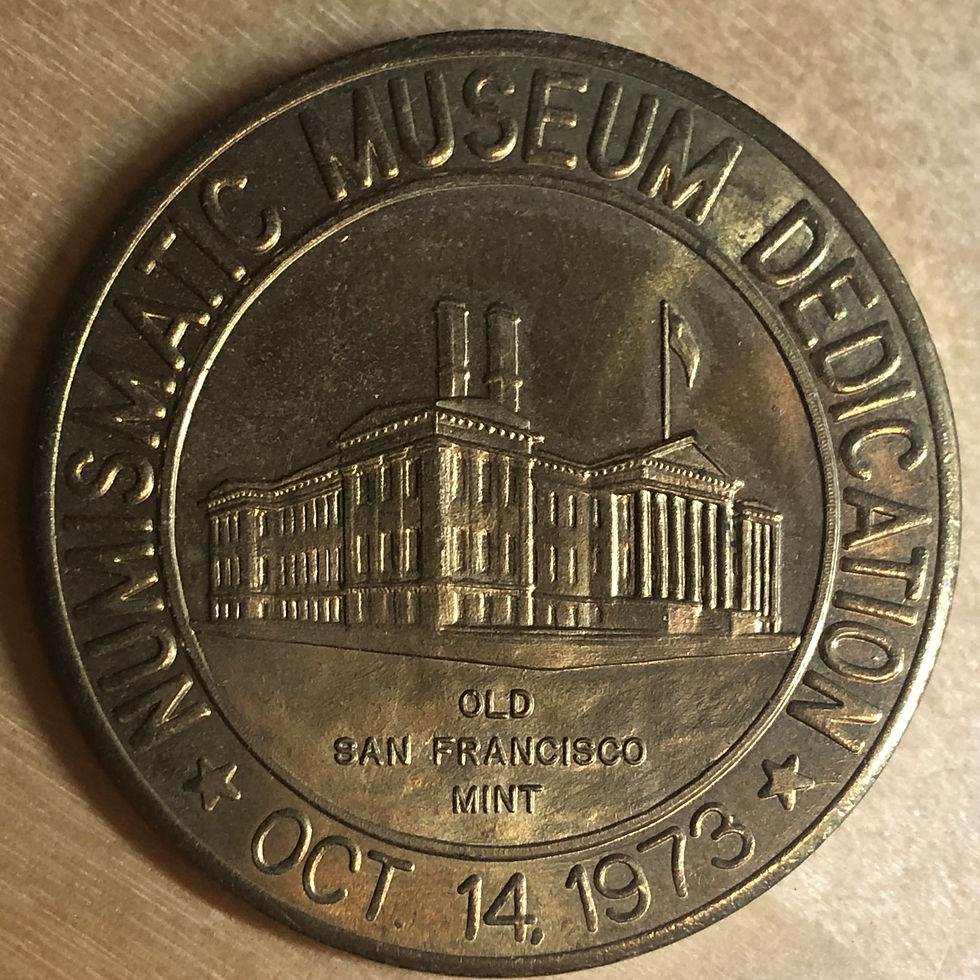 NUMISMATIC MUSEUM DEDICATION
OLD
SAN FRANCISCO
MINT
OCT. 14, 1973